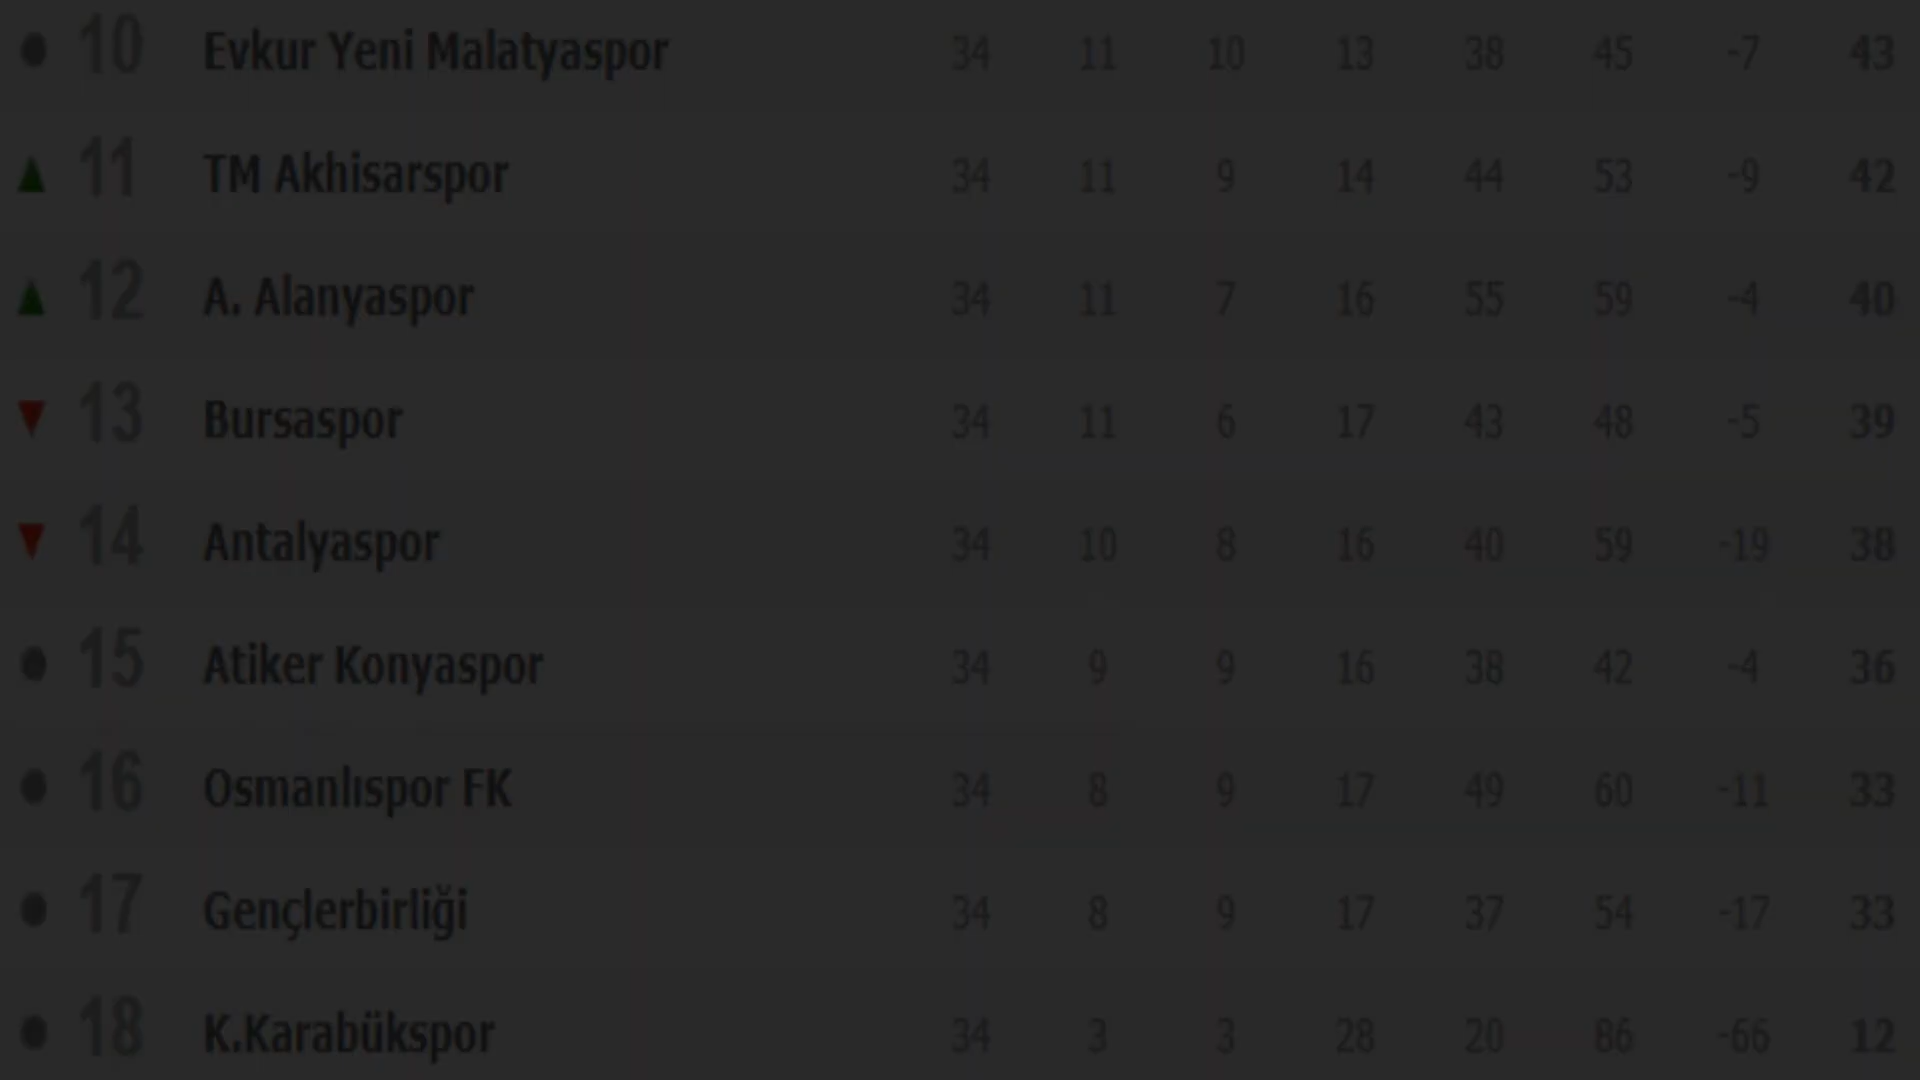 10 Evkur Yeni Malatyaspor 34 11 10 13 38 45 -7 43
11 TM Akhisarspor 34 11 9 14 44 53 -9 42
12 A. Alanyaspor 34 11 7 16 55 59 -4 40
13 Bursaspor 34 11 6 17 43 48 -5 39
14 Antalyaspor 34 10 8 16 40 59 -19 38
15 Atiker Konyaspor 34 9 9 16 38 42 -4 36
16 Osmanlıspor FK 34 8 9 17 49 60 -11 33
17 Gençlerbirliği 34 8 9 17 37 54 -17 33
18 K.Karabükspor 34 3 3 28 20 86 -66 12